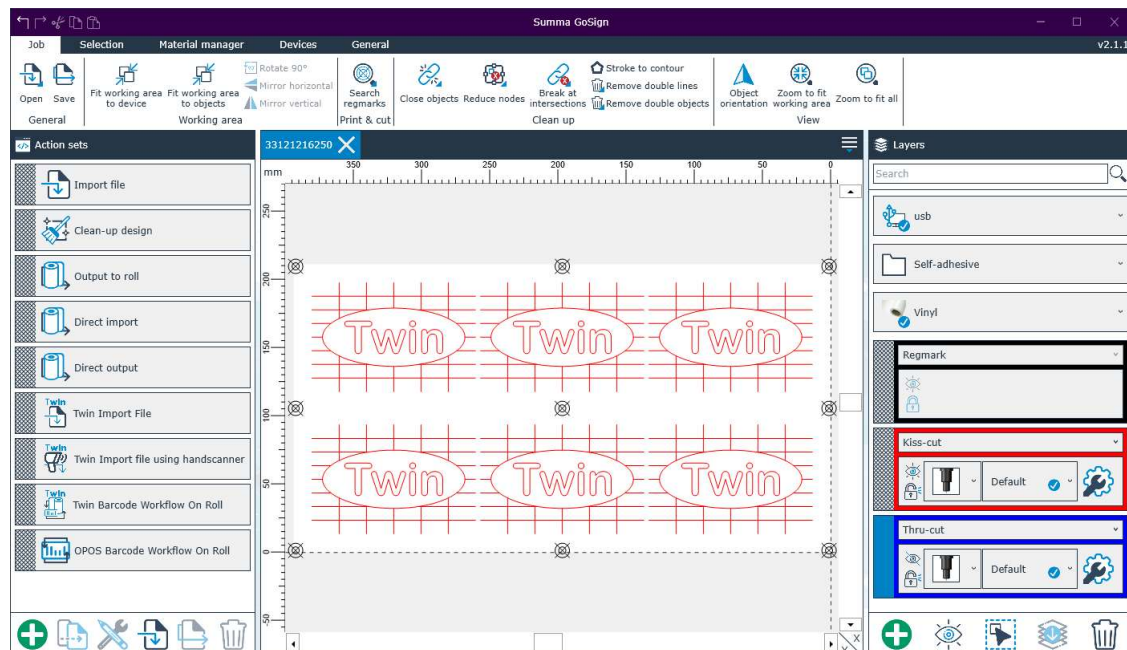 Summa GoSign
Job Selection Material manager Devices General v2.1.1
Open Save
General
Fit working area to device
Fit working area to objects
Rotate 90°
Mirror horizontal
Mirror vertical
Working area
Search regmarks
Print & cut
Close objects
Reduce nodes
Break at intersections
Stroke to contour
Remove double lines
Remove double objects
Clean up
Object orientation
Zoom to fit working area
Zoom to fit all
View
Action sets
Import file
Clean-up design
Output to roll
Direct import
Direct output
Twin
Twin Import File
Twin
Twin Import file using handscanner
Twin
Twin Barcode Workflow On Roll
OPOS Barcode Workflow On Roll
33121216250
mm
350 300 250 200 150 100 50 0
250
200
150
100
50
0
-50
Twin Twin Twin
Twin Twin Twin
X
Layers
Search
usb
Self-adhesive
Vinyl
Regmark
Kiss-cut
Default
Thru-cut
Default